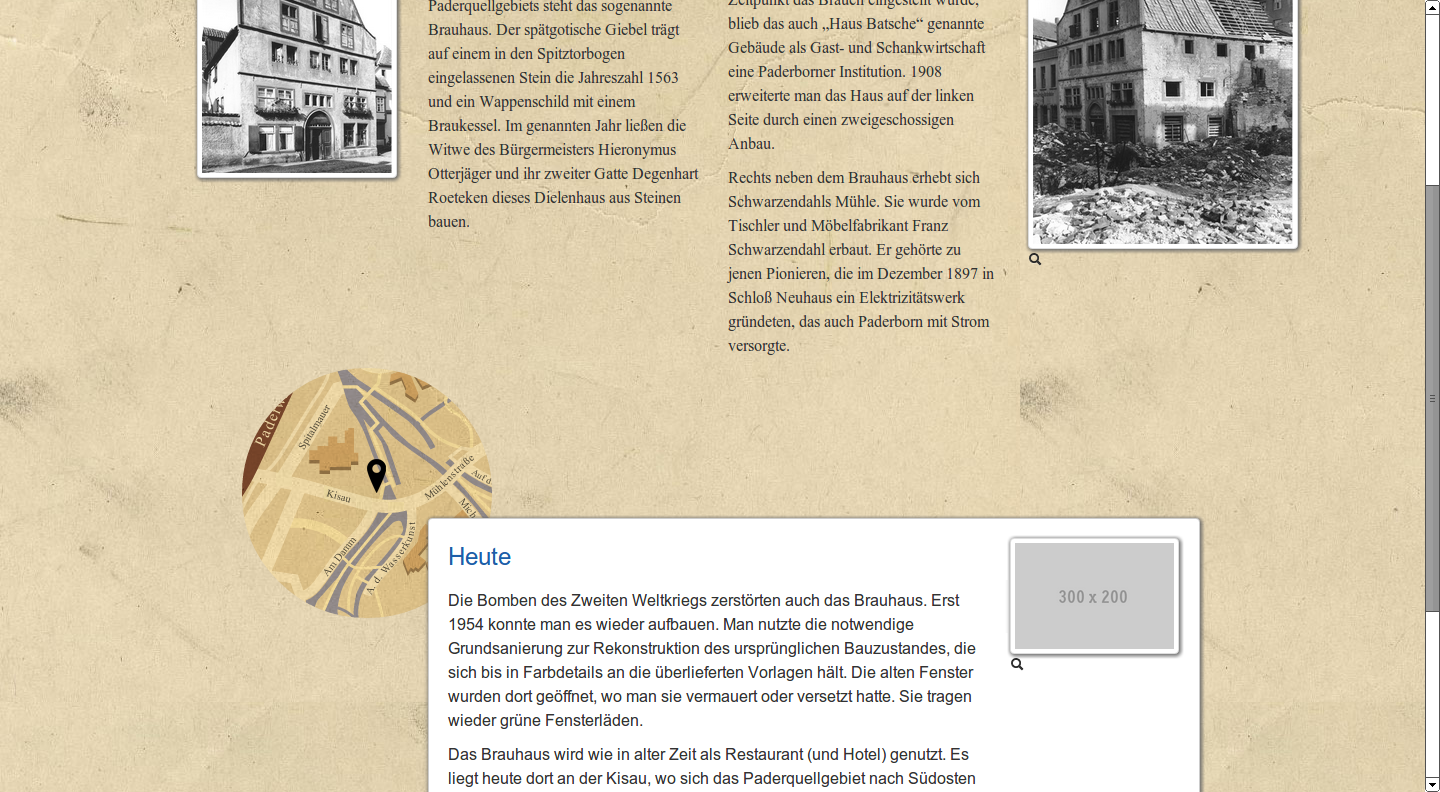 Paderquellgebiets steht das sogenannte
Brauhaus. Der spätgotische Giebel trägt
auf einem in den Spitztorbogen
eingelassenen Stein die Jahreszahl 1563
und ein Wappenschild mit einem
Braukessel. Im genannten Jahr ließen die
Witwe des Bürgermeisters Hieronymus
Otterjäger und ihr zweiter Gatte Degenhart
Roeteken dieses Dielenhaus aus Steinen
bauen.
Zeitpunkt das Brauen eingestellt wurde,
blieb das auch „Haus Batsche“ genannte
Gebäude als Gast- und Schankwirtschaft
eine Paderborner Institution. 1908
erweiterte man das Haus auf der linken
Seite durch einen zweigeschossigen
Anbau.
Rechts neben dem Brauhaus erhebt sich
Schwarzendahls Mühle. Sie wurde vom
Tischler und Möbelfabrikant Franz
Schwarzendahl erbaut. Er gehörte zu
jenen Pionieren, die im Dezember 1897 in
Schloß Neuhaus ein Elektrizitätswerk
gründeten, das auch Paderborn mit Strom
versorgte.
Spitalmauer
Kisau
Mühlenstraße
Auf d
Mich
Am Damm
A. d. Wasserkunst
Heute
Die Bomben des Zweiten Weltkriegs zerstörten auch das Brauhaus. Erst
1954 konnte man es wieder aufbauen. Man nutzte die notwendige
Grundsanierung zur Rekonstruktion des ursprünglichen Bauzustandes, die
sich bis in Farbdetails an die überlieferten Vorlagen hält. Die alten Fenster
wurden dort geöffnet, wo man sie vermauert oder versetzt hatte. Sie tragen
wieder grüne Fensterläden.
Das Brauhaus wird wie in alter Zeit als Restaurant (und Hotel) genutzt. Es
liegt heute dort an der Kisau, wo sich das Paderquellgebiet nach Südosten
300 x 200